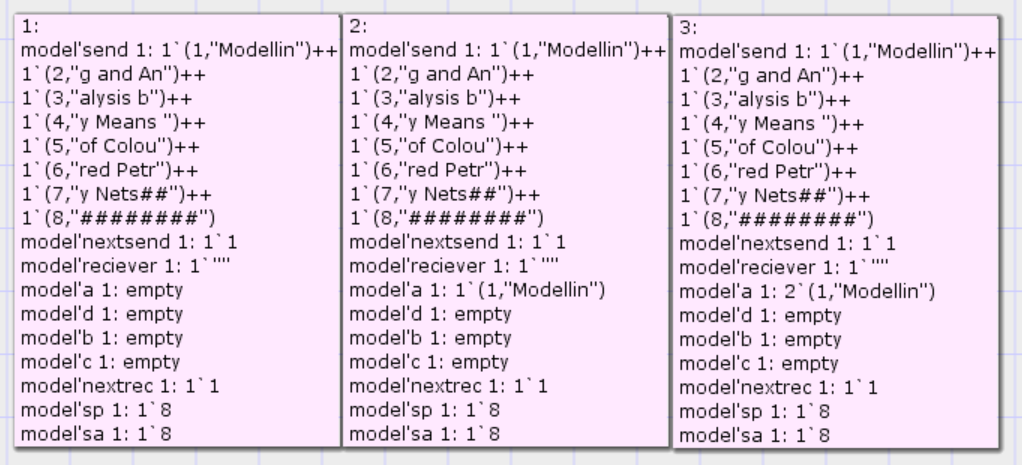 1:
model'send 1: 1`(1,"Modellin")++
1`(2,"g and An")++
1`(3,"alysis b")++
1`(4,"y Means ")++
1`(5,"of Colou")++
1`(6,"red Petr")++
1`(7,"y Nets##")++
1`(8,"########")
model'nextsend 1: 1`1
model'reciever 1: 1`""
model'a 1: empty
model'd 1: empty
model'b 1: empty
model'c 1: empty
model'nextrec 1: 1`1
model'sp 1: 1`8
model'sa 1: 1`8
2:
model'send 1: 1`(1,"Modellin")++
1`(2,"g and An")++
1`(3,"alysis b")++
1`(4,"y Means ")++
1`(5,"of Colou")++
1`(6,"red Petr")++
1`(7,"y Nets##")++
1`(8,"########")
model'nextsend 1: 1`1
model'reciever 1: 1`""
model'a 1: 1`(1,"Modellin")
model'd 1: empty
model'b 1: empty
model'c 1: empty
model'nextrec 1: 1`1
model'sp 1: 1`8
model'sa 1: 1`8
3:
model'send 1: 1`(1,"Modellin")++
1`(2,"g and An")++
1`(3,"alysis b")++
1`(4,"y Means ")++
1`(5,"of Colou")++
1`(6,"red Petr")++
1`(7,"y Nets##")++
1`(8,"########")
model'nextsend 1: 1`1
model'reciever 1: 1`""
model'a 1: 2`(1,"Modellin")
model'd 1: empty
model'b 1: empty
model'c 1: empty
model'nextrec 1: 1`1
model'sp 1: 1`8
model'sa 1: 1`8